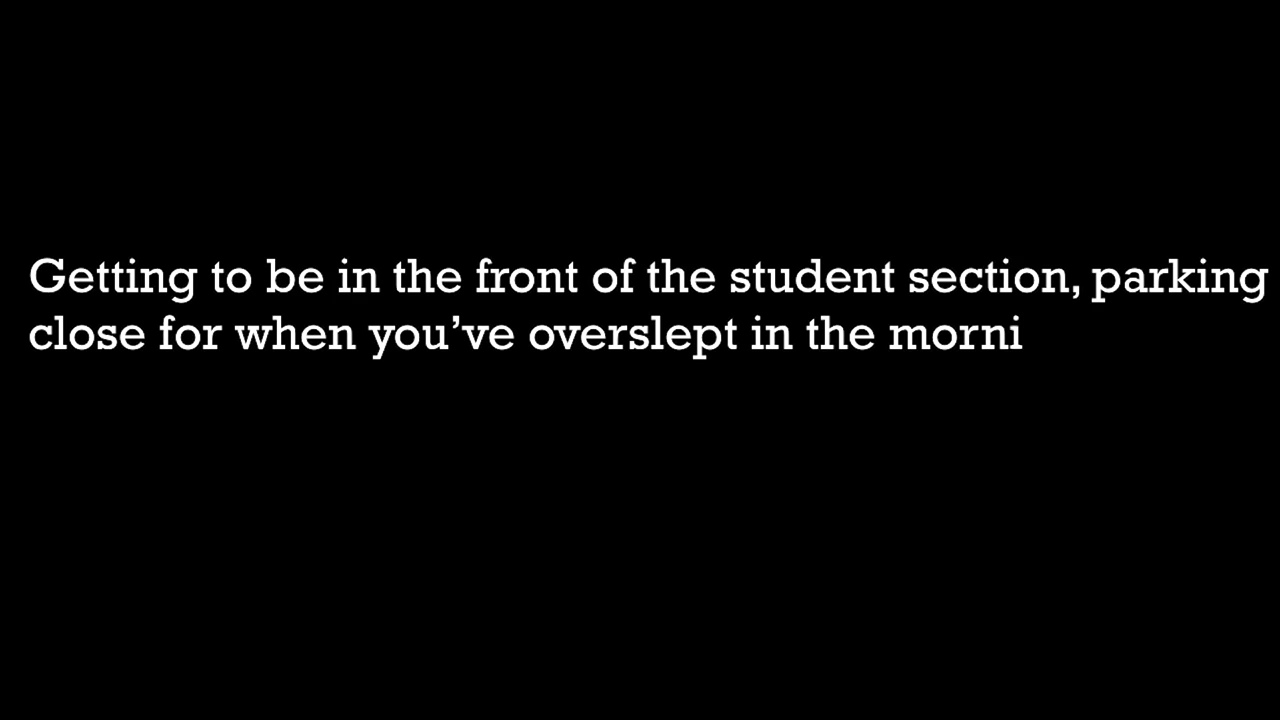 Getting to be in the front of the student section, parking
close for when you’ve overslept in the morni